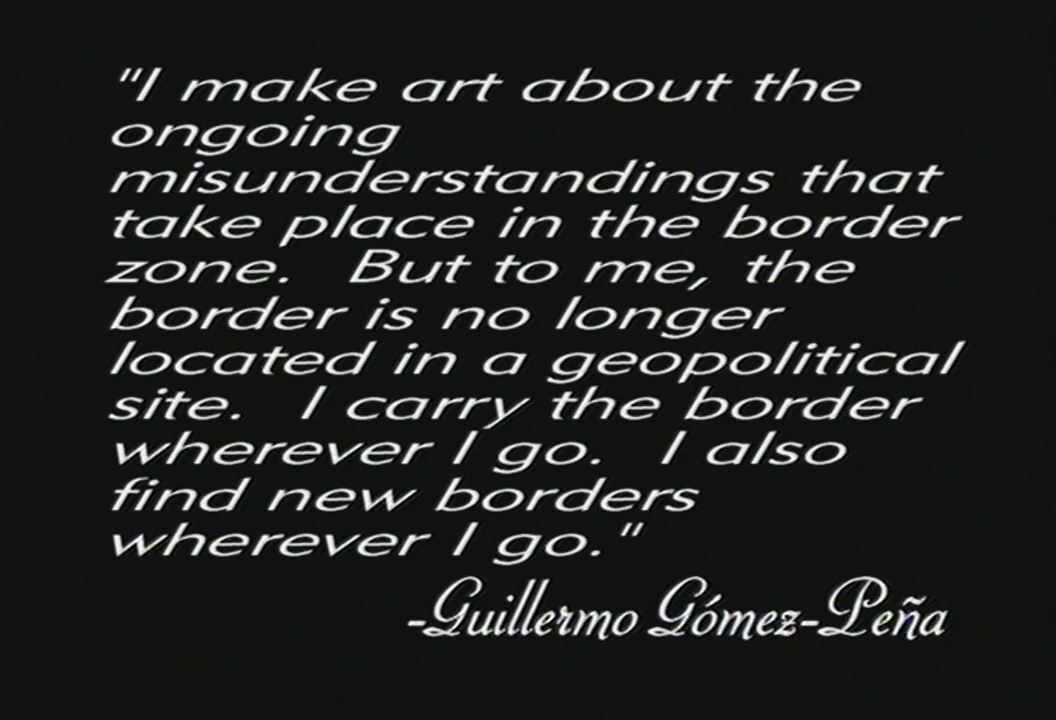 "I make art about the
ongoing
misunderstandings that
take place in the border
zone.  But to me, the
border is no longer
located in a geopolitical
site.  I carry the border
wherever I go.  I also
find new borders
wherever I go."
-Guillermo Gómez-Peña